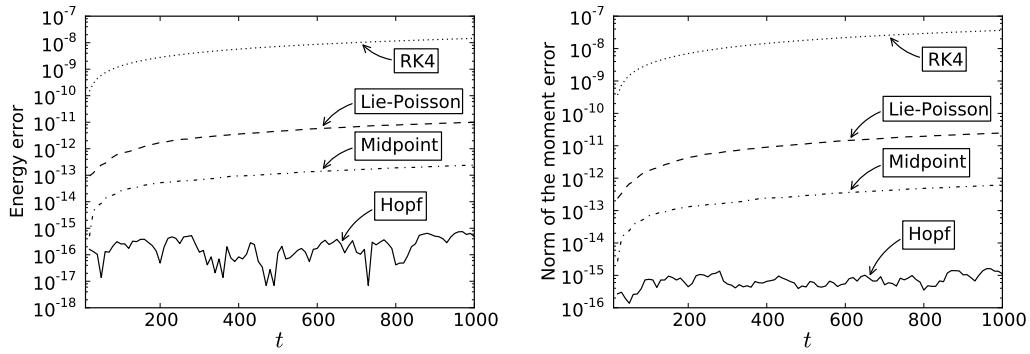 10^-7
10^-8
10^-9
10^-10
10^-11
10^-12
10^-13
10^-14
10^-15
10^-16
10^-17
10^-18
Energy error
RK4
Lie-Poisson
Midpoint
Hopf
200
400
600
800
1000
t
10^-7
10^-8
10^-9
10^-10
10^-11
10^-12
10^-13
10^-14
10^-15
10^-16
Norm of the moment error
RK4
Lie-Poisson
Midpoint
Hopf
200
400
600
800
1000
t